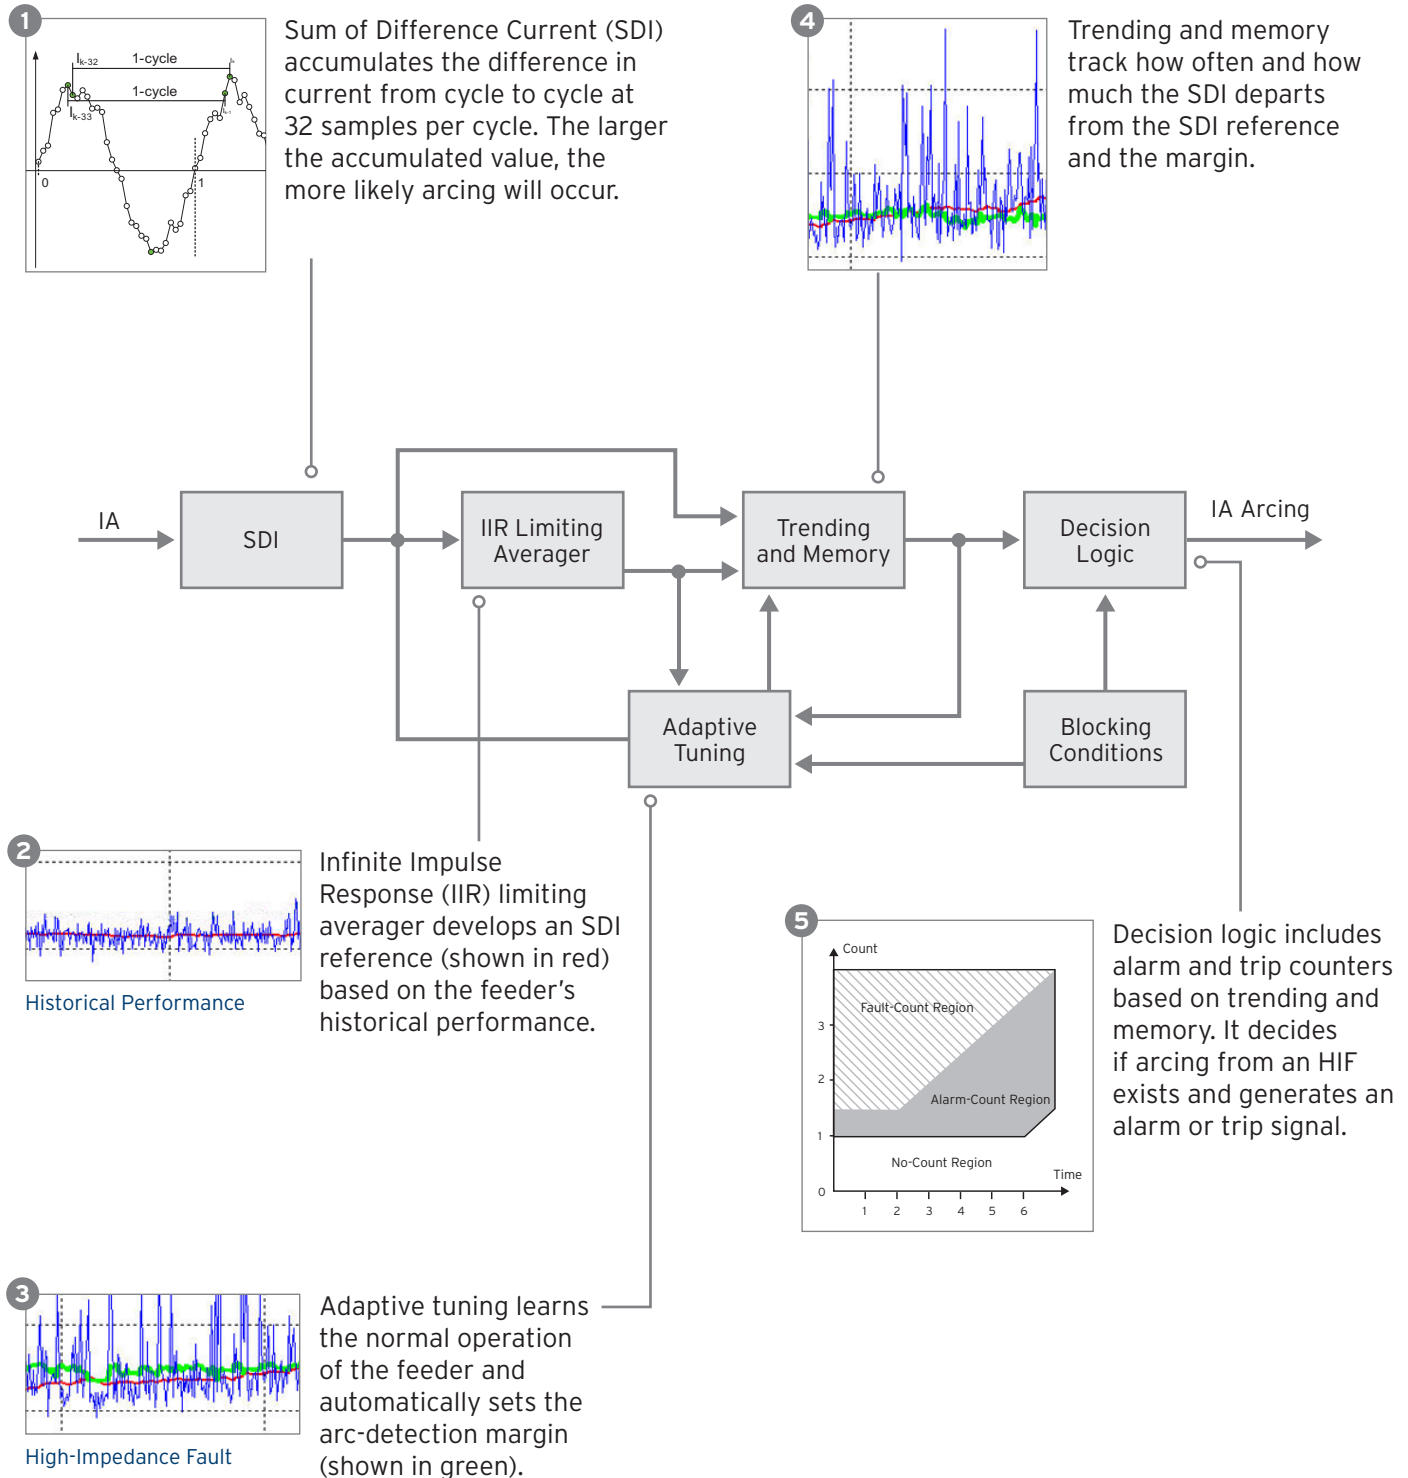 1
I k-32
1-cycle
I k
1-cycle
I k-33
I k-1
0
1
Sum of Difference Current (SDI)
accumulates the difference in
current from cycle to cycle at
32 samples per cycle. The larger
the accumulated value, the
more likely arcing will occur.
4
Trending and memory
track how often and how
much the SDI departs
from the SDI reference
and the margin.
IA
SDI
IIR Limiting
Averager
Trending
and Memory
Decision
Logic
IA Arcing
Adaptive
Tuning
Blocking
Conditions
2
Historical Performance
Infinite Impulse
Response (IIR) limiting
averager develops an SDI
reference (shown in red)
based on the feeder's
historical performance.
5
Count
Fault-Count Region
3
2
Alarm-Count Region
1
No-Count Region
Time
0
1 2 3 4 5 6
Decision logic includes
alarm and trip counters
based on trending and
memory. It decides
if arcing from an HIF
exists and generates an
alarm or trip signal.
3
High-Impedance Fault
Adaptive tuning learns
the normal operation
of the feeder and
automatically sets the
arc-detection margin
(shown in green).